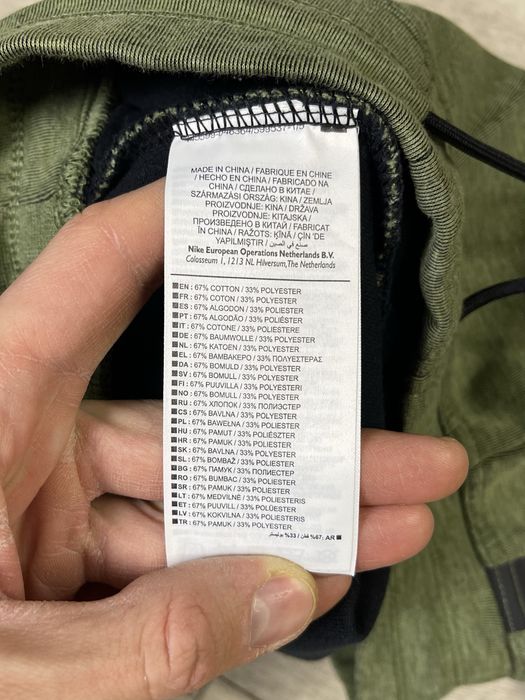 MADE IN CHINA / FABRIQUE EN CHINE
/ HECHO EN CHINA / FABRICADO NA
CHINA / СДЕЛАНО В КИТАЕ /
SZÁRMAZÁSI ORSZÁG: KINA / ZEMLJA
PROIZVODNJE: KINA / DRŽAVA
PROIZVODNJE: KITAJSKA /
ПРОИЗВЕДЕНО В КИТАЙ / FABRICAT
ÎN CHINA / RAŽOTS: ĶĪNĀ / ÇİN 'DE
YAPILMIŞTIR / صنع في الصين
Nike European Operations Netherlands B.V.
Colosseum 1, 1213 NL Hilversum, The Netherlands
EN : 67% COTTON / 33% POLYESTER
FR : 67% COTON / 33% POLYESTER
ES : 67% ALGODON / 33% POLIESTER
PT : 67% ALGODÃO / 33% POLIÉSTER
IT : 67% COTONE / 33% POLIESTERE
DE : 67% BAUMWOLLE / 33% POLYESTER
NL : 67% KATOEN / 33% POLYESTER
EL : 67% ΒΑΜΒΑΚΕΡΟ / 33% ΠΟΛΥΕΣΤΕΡΑΣ
DA : 67% BOMULD / 33% POLYESTER
SV : 67% BOMULL / 33% POLYESTER
FI : 67% PUUVILLA / 33% POLYESTERI
NO : 67% BOMULL / 33% POLYESTER
RU : 67% ХЛОПОК / 33% ПОЛИЭСТЕР
CS : 67% BAVLNA / 33% POLYESTER
PL : 67% BAWEŁNA / 33% POLIESTER
HU : 67% PAMUT / 33% POLIÉSZTER
HR : 67% PAMUK / 33% POLIESTER
SK : 67% BAVLNA / 33% POLYESTER
SL : 67% BOMBAŽ / 33% POLIESTER
BG : 67% ПАМУК / 33% ПОЛИЕСТЕР
RO : 67% BUMBAC / 33% POLIESTER
SR : 67% PAMUK / 33% POLIESTER
LT : 67% MEDVILNĖ / 33% POLIESTERIS
ET : 67% PUUVILL / 33% POLÜESTER
LV : 67% KOKVILNA / 33% POLIESTERIS
TR : 67% PAMUK / 33% POLYESTER
AR : 67% قطن / 33% بوليستر